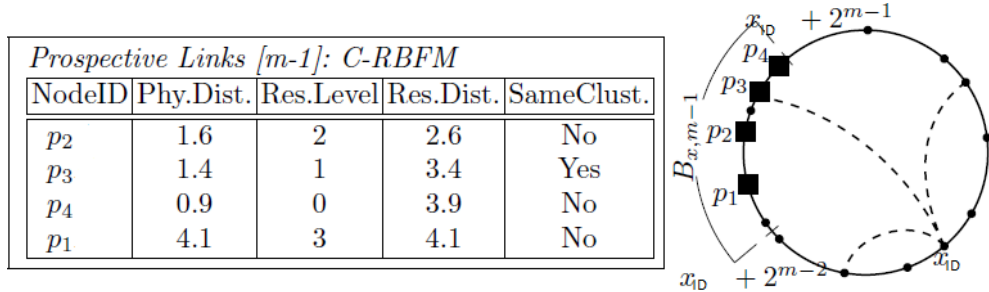 Prospective Links [m-1]: C-RBFM
NodeID Phy.Dist. Res.Level Res.Dist. SameClust.
p2 1.6 2 2.6 No
p3 1.4 1 3.4 Yes
p4 0.9 0 3.9 No
p1 4.1 3 4.1 No
xID + 2^{m-1}
p4
p3
p2
p1
B_{x,m-1}
xID
xID + 2^{m-2}